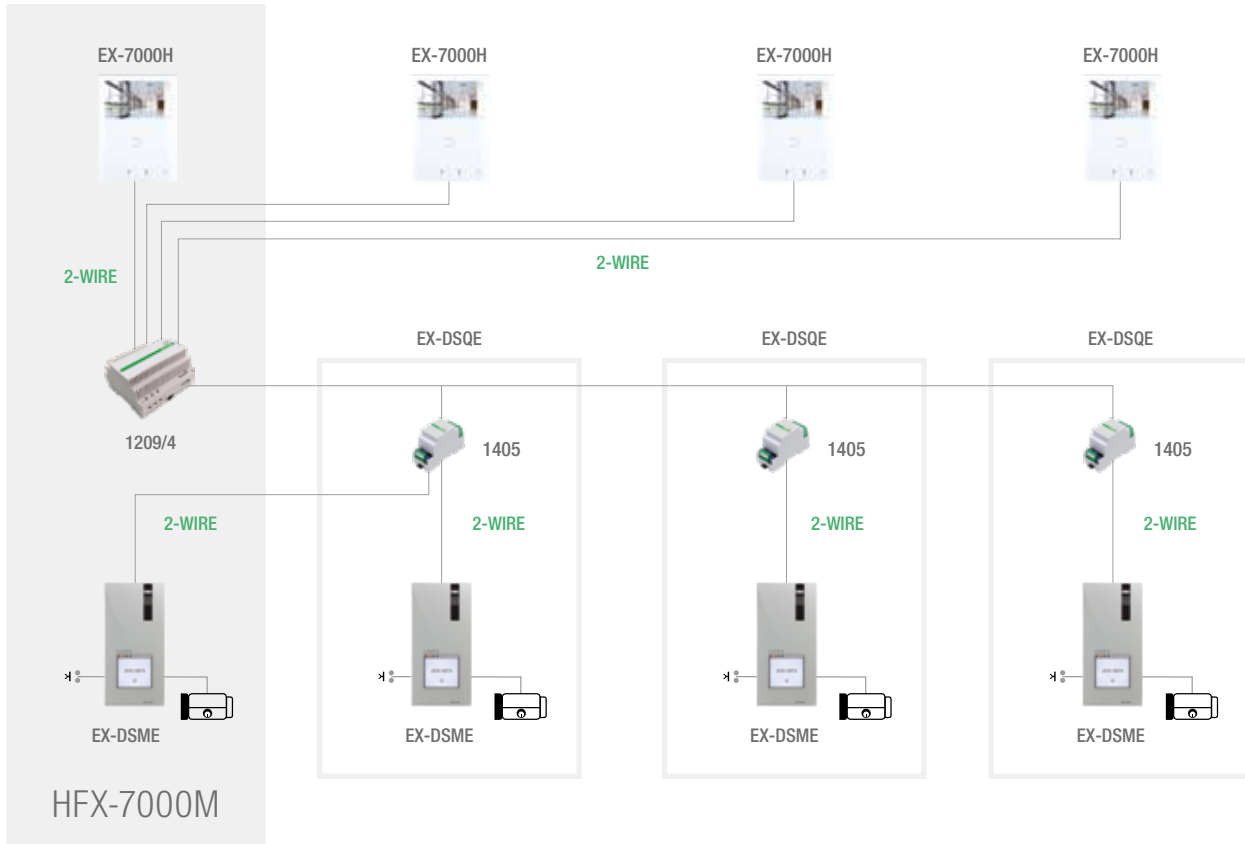 EX-7000H EX-7000H EX-7000H EX-7000H
2-WIRE 2-WIRE
EX-DSQE EX-DSQE EX-DSQE
1209/4 1405 1405 1405
2-WIRE 2-WIRE 2-WIRE 2-WIRE
EX-DSME EX-DSME EX-DSME EX-DSME
HFX-7000M